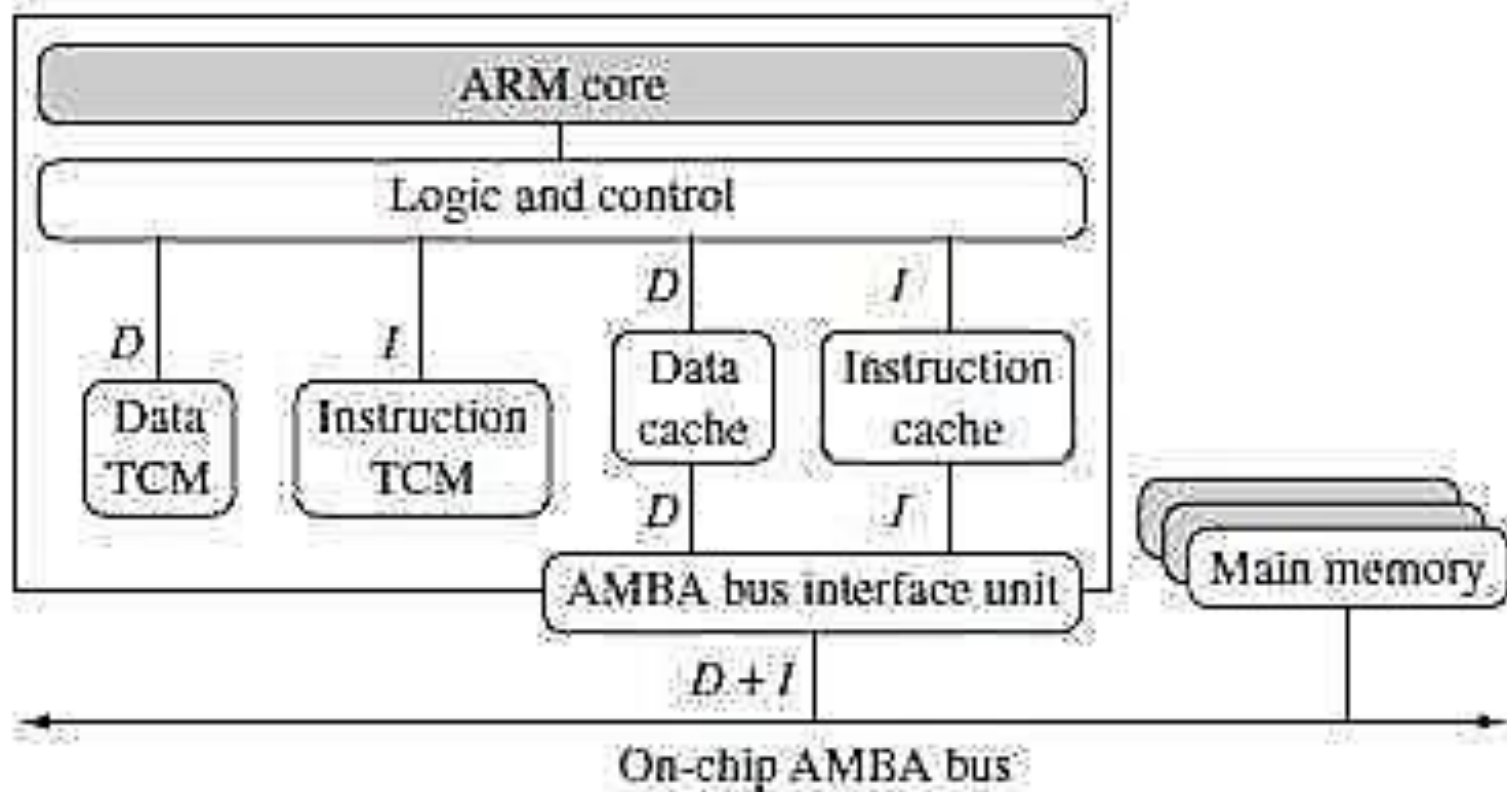 ARM core
Logic and control
D
I
D
I
Data
TCM
Instruction
TCM
Data
cache
Instruction
cache
D
I
AMBA bus interface unit
Main memory
D + I
On-chip AMBA bus